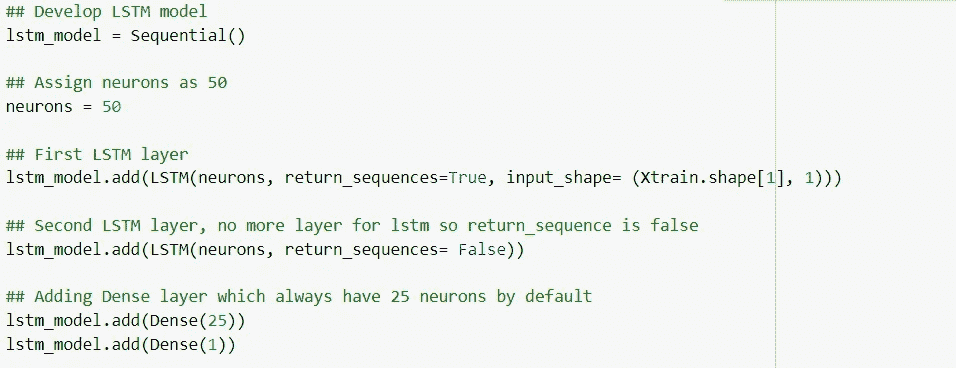 ## Develop LSTM model
lstm_model = Sequential()
## Assign neurons as 50
neurons = 50
## First LSTM layer
lstm_model.add(LSTM(neurons, return_sequences=True, input_shape= (Xtrain.shape[1], 1)))
## Second LSTM layer, no more layer for lstm so return_sequence is false
lstm_model.add(LSTM(neurons, return_sequences= False))
## Adding Dense layer which always have 25 neurons by default
lstm_model.add(Dense(25))
lstm_model.add(Dense(1))